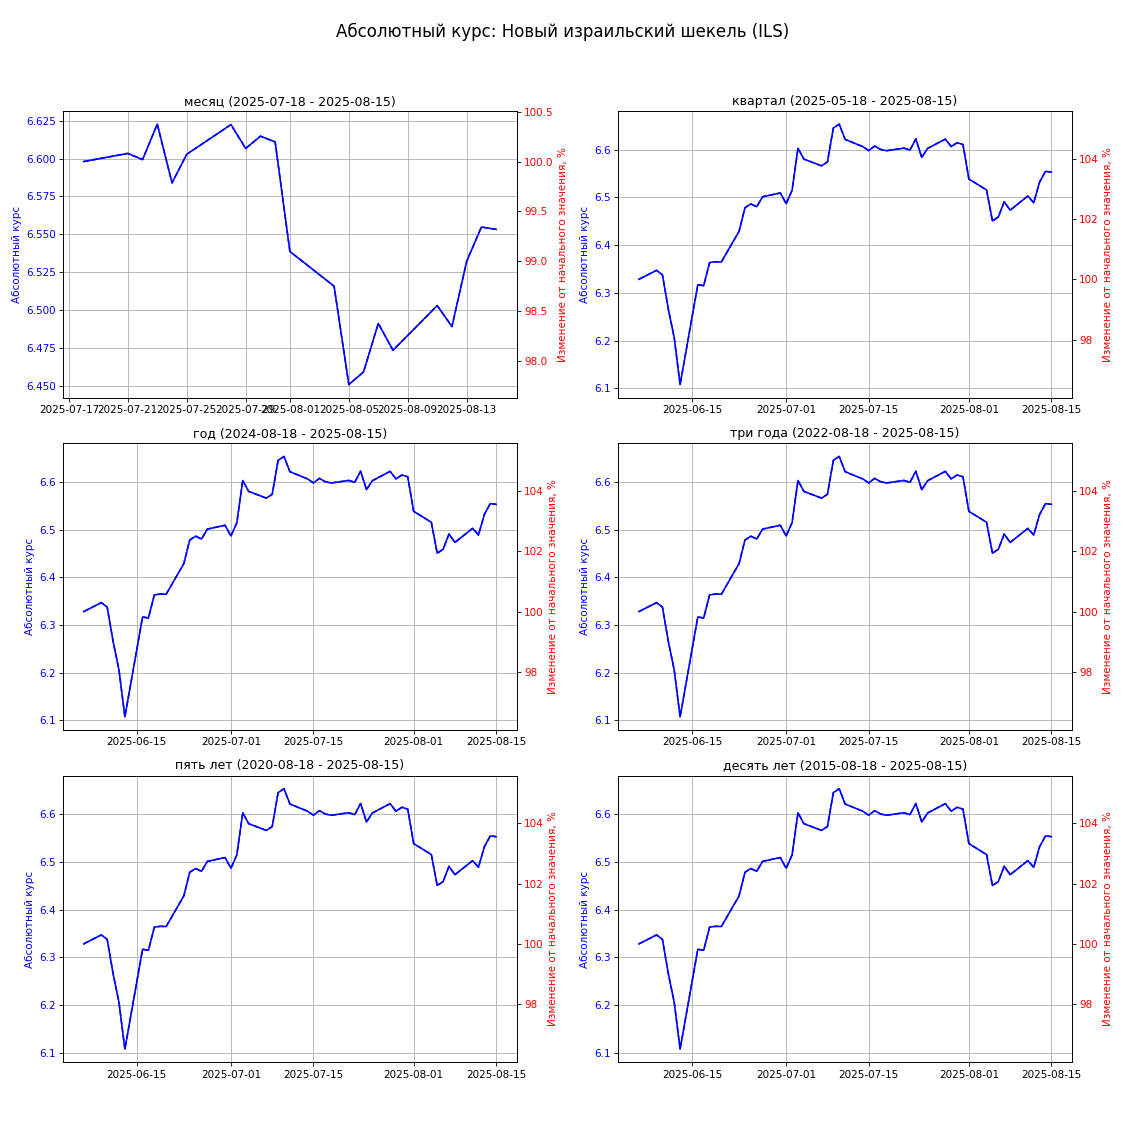 Абсолютный курс: Новый израильский шекель (ILS)
месяц (2025-07-18 - 2025-08-15)
Абсолютный курс
6.625
6.600
6.575
6.550
6.525
6.500
6.475
6.450
2025-07-17 2025-07-21 2025-07-25 2025-07-29 2025-08-01 2025-08-05 2025-08-09 2025-08-13
100.5
100.0
99.5
99.0
98.5
98.0
Изменение от начального значения, %
квартал (2025-05-18 - 2025-08-15)
Абсолютный курс
6.6
6.5
6.4
6.3
6.2
6.1
2025-06-15 2025-07-01 2025-07-15 2025-08-01 2025-08-15
104
102
100
98
Изменение от начального значения, %
год (2024-08-18 - 2025-08-15)
Абсолютный курс
6.6
6.5
6.4
6.3
6.2
6.1
2025-06-15 2025-07-01 2025-07-15 2025-08-01 2025-08-15
104
102
100
98
Изменение от начального значения, %
три года (2022-08-18 - 2025-08-15)
Абсолютный курс
6.6
6.5
6.4
6.3
6.2
6.1
2025-06-15 2025-07-01 2025-07-15 2025-08-01 2025-08-15
104
102
100
98
Изменение от начального значения, %
пять лет (2020-08-18 - 2025-08-15)
Абсолютный курс
6.6
6.5
6.4
6.3
6.2
6.1
2025-06-15 2025-07-01 2025-07-15 2025-08-01 2025-08-15
104
102
100
98
Изменение от начального значения, %
десять лет (2015-08-18 - 2025-08-15)
Абсолютный курс
6.6
6.5
6.4
6.3
6.2
6.1
2025-06-15 2025-07-01 2025-07-15 2025-08-01 2025-08-15
104
102
100
98
Изменение от начального значения, %